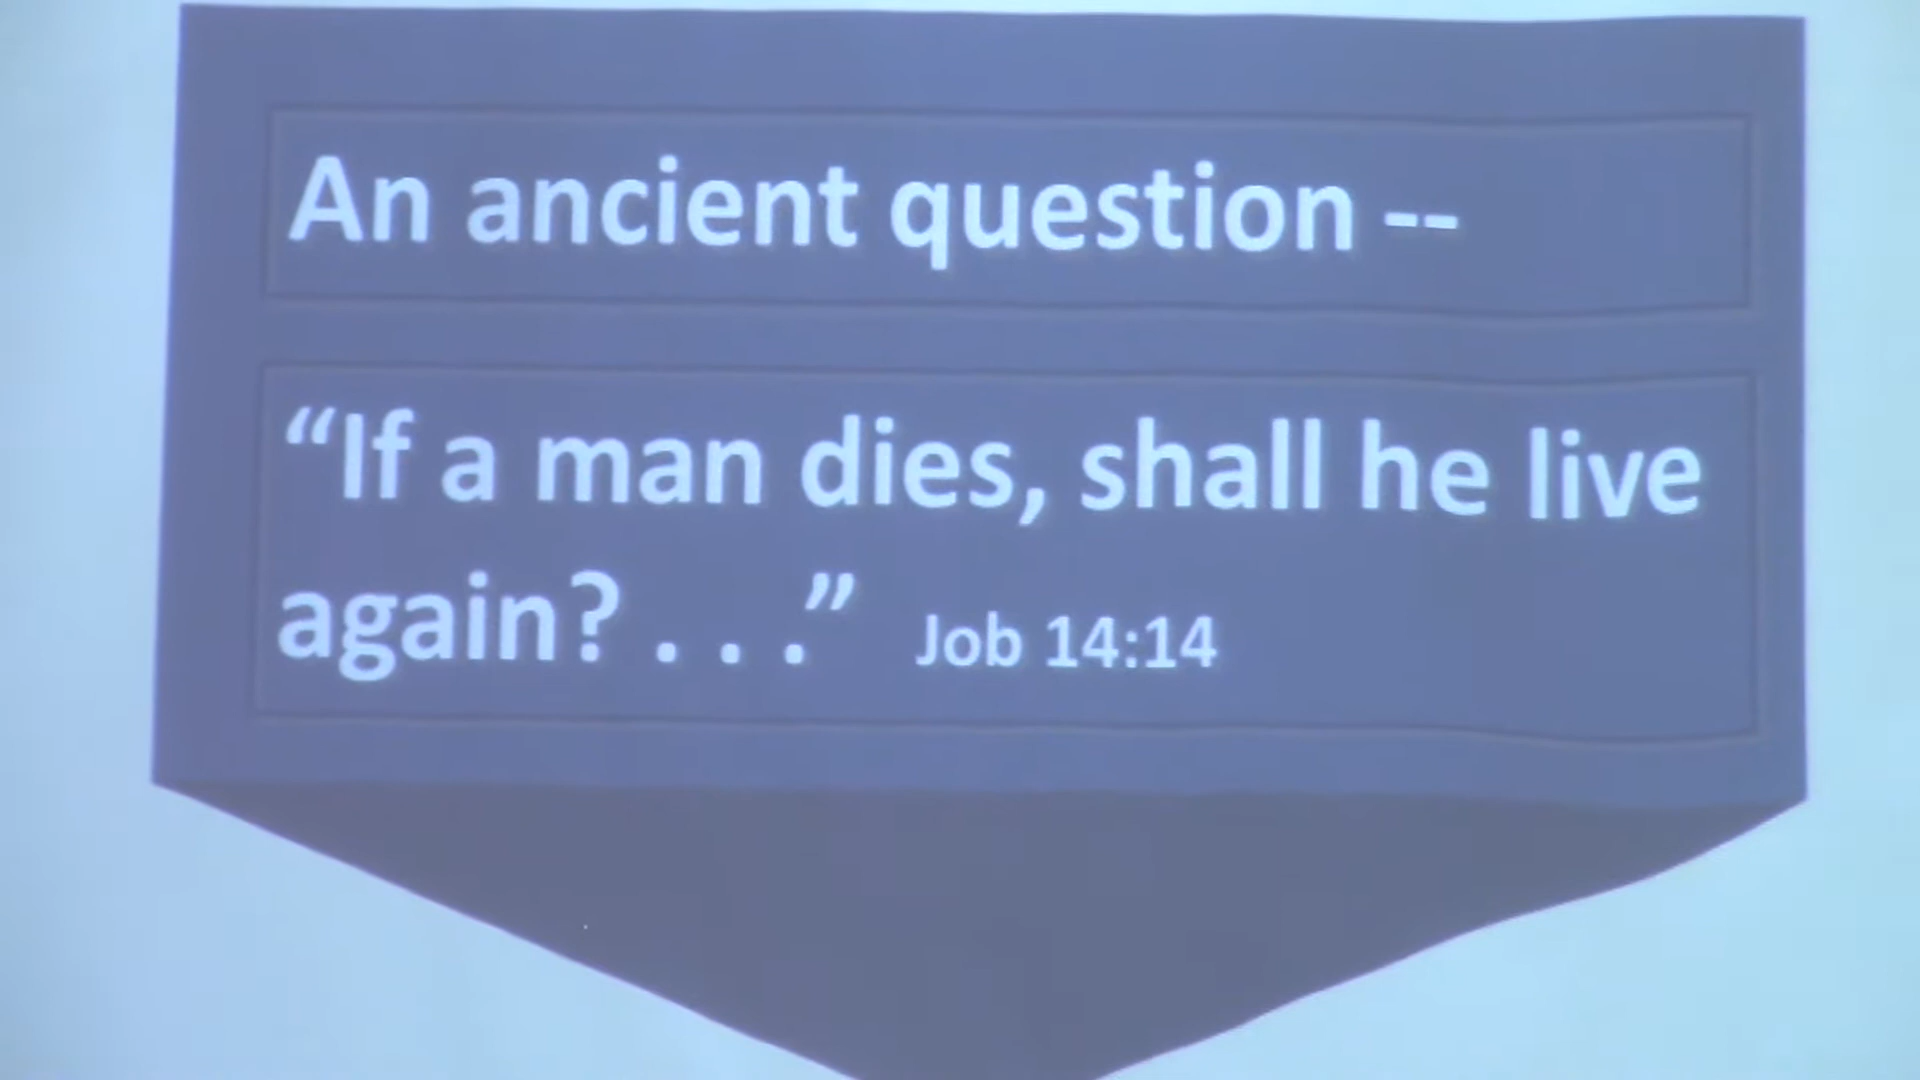 An ancient question --
“If a man dies, shall he live
again? . . .” Job 14:14